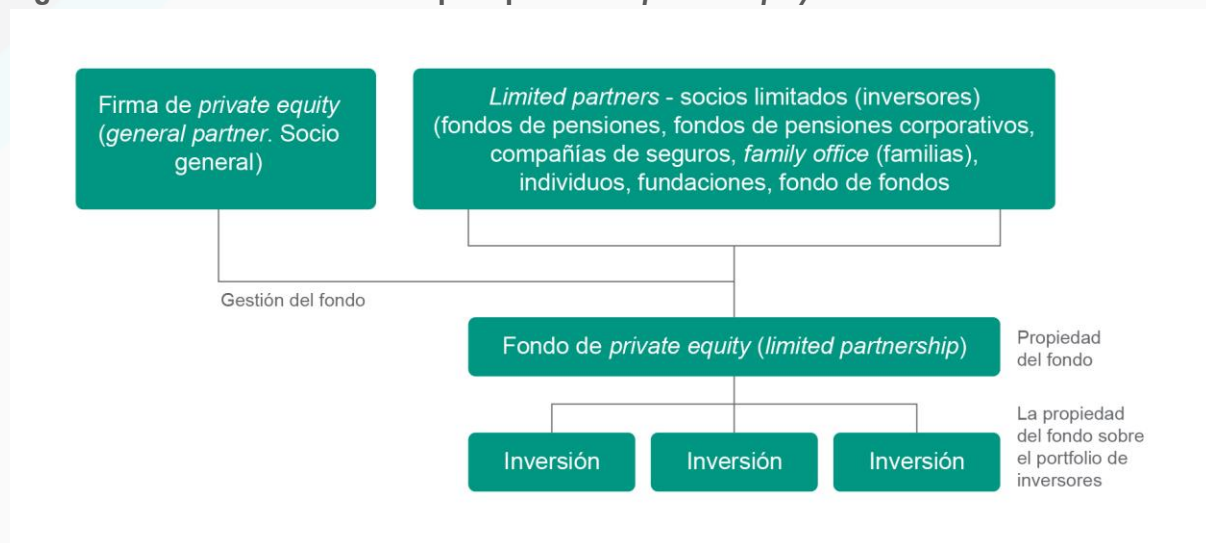 Firma de private equity
(general partner. Socio
general)
Limited partners - socios limitados (inversores)
(fondos de pensiones, fondos de pensiones corporativos,
compañías de seguros, family office (familias),
individuos, fundaciones, fondo de fondos
Gestión del fondo
Fondo de private equity (limited partnership)
Propiedad
del fondo
Inversión
Inversión
Inversión
La propiedad
del fondo sobre
el portfolio de
inversores